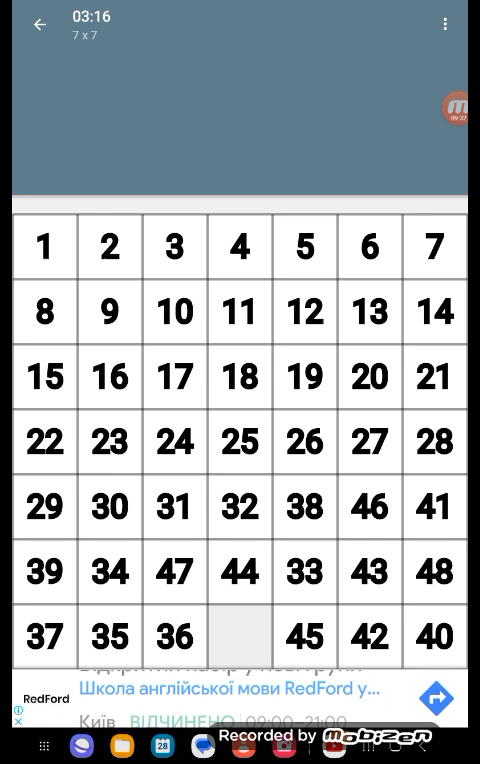 03:16
7 x 7
09:32
1 2 3 4 5 6 7
8 9 10 11 12 13 14
15 16 17 18 19 20 21
22 23 24 25 26 27 28
29 30 31 32 38 46 41
39 34 47 44 33 43 48
37 35 36 45 42 40
RedFord
Школа англійської мови RedFord у...
Київ ВІДЧИНЕНО 09:00–21:00
28
Recorded by mobizen